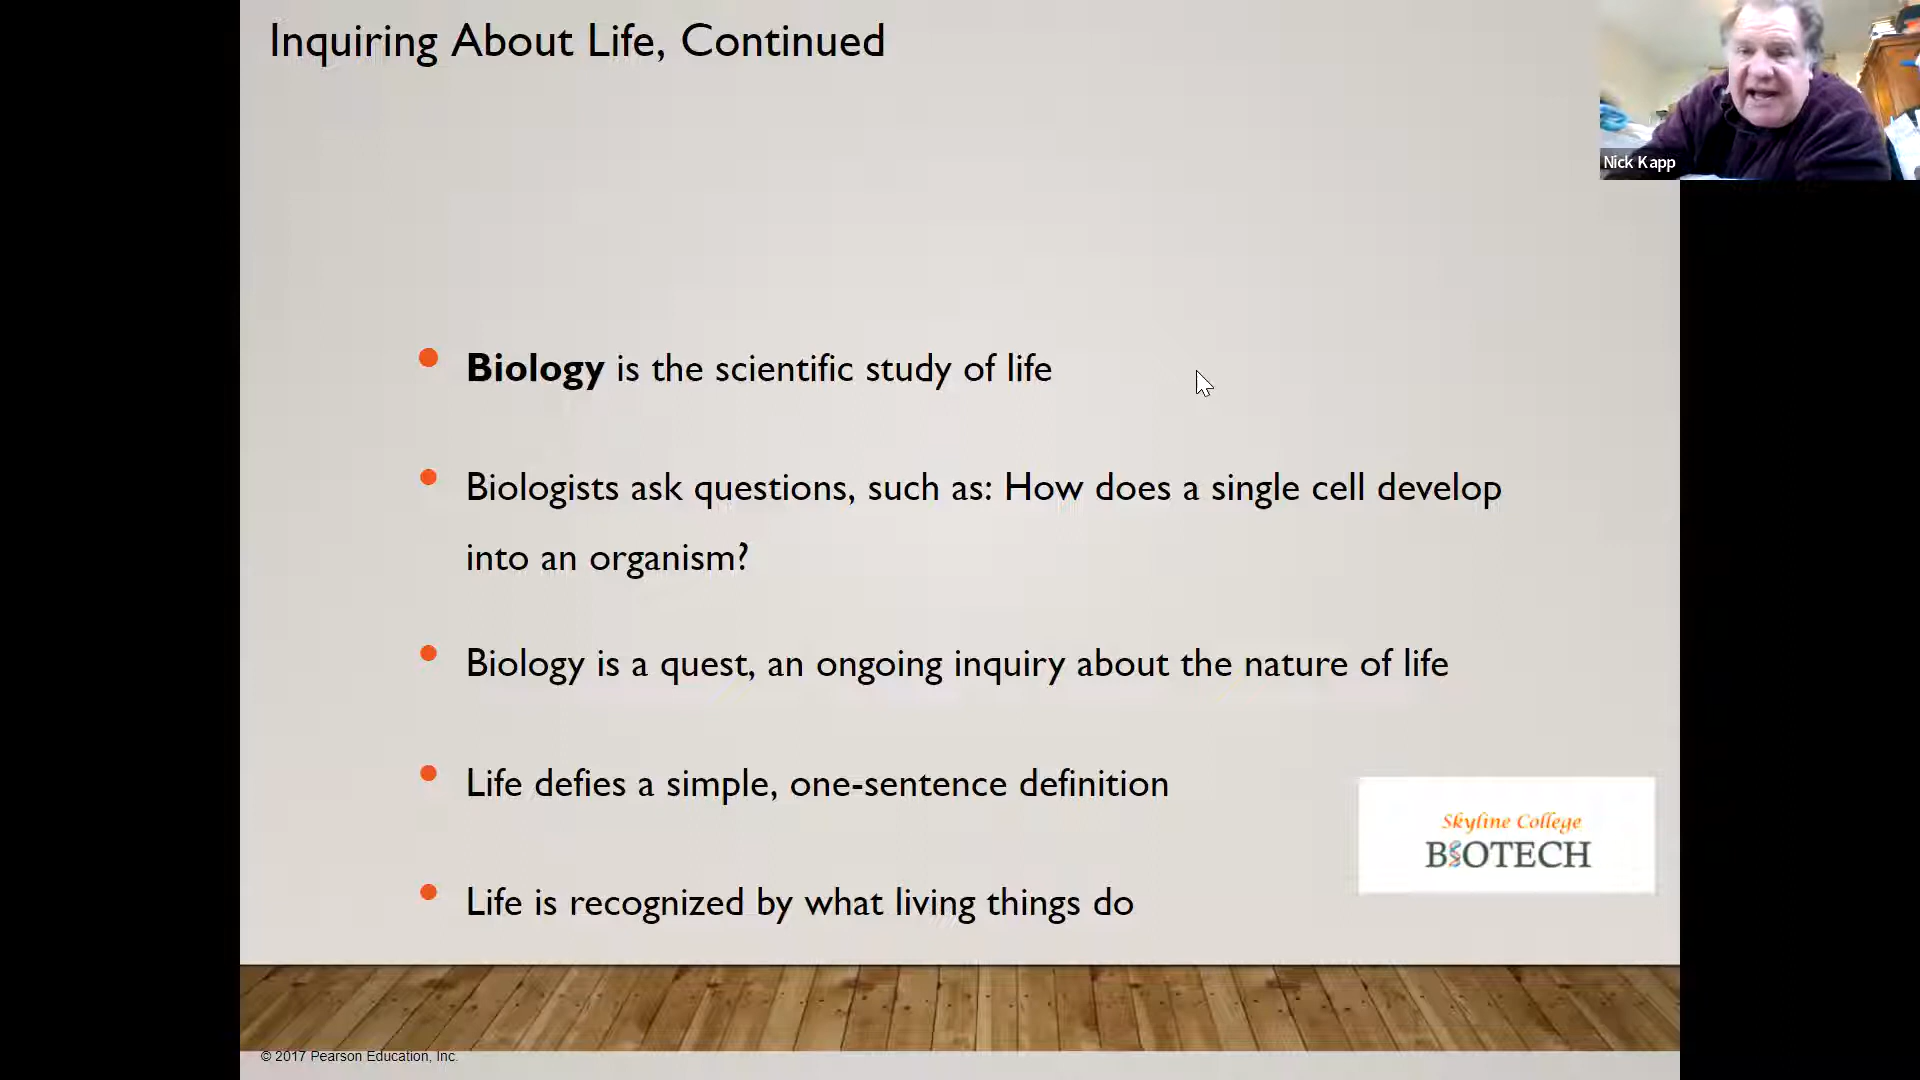 Inquiring About Life, Continued
Nick Kapp
Biology is the scientific study of life
Biologists ask questions, such as: How does a single cell develop
into an organism?
Biology is a quest, an ongoing inquiry about the nature of life
Life defies a simple, one-sentence definition
Skyline College
BIOTECH
Life is recognized by what living things do
© 2017 Pearson Education, Inc.